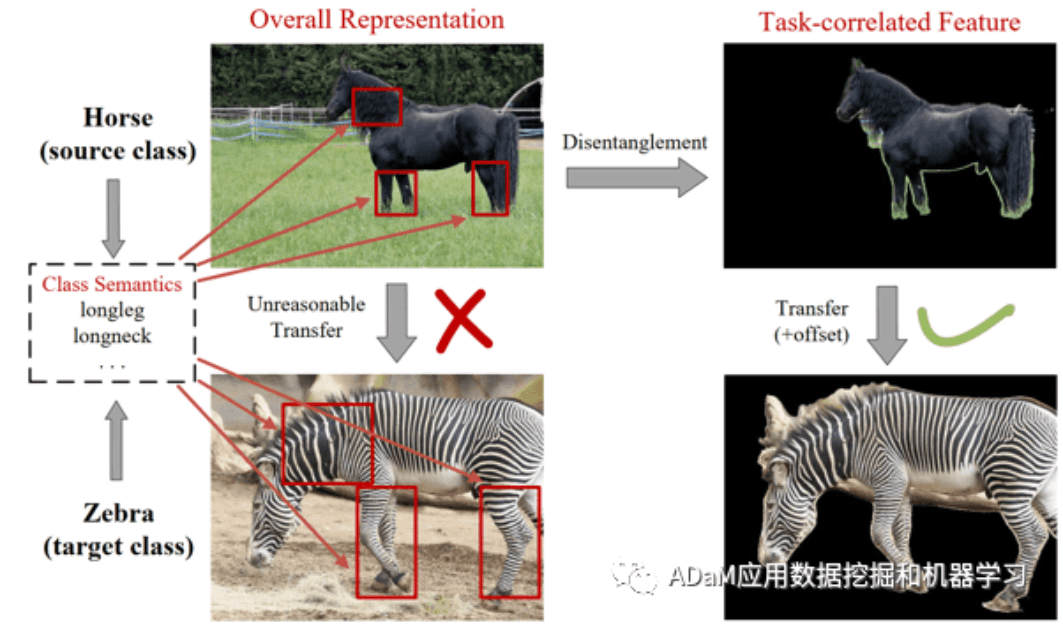 Overall Representation
Task-correlated Feature
Horse
(source class)
Disentanglement
Class Semantics
longleg
longneck
...
Unreasonable
Transfer
Transfer
(+offset)
Zebra
(target class)
ADaM应用数据挖掘和机器学习